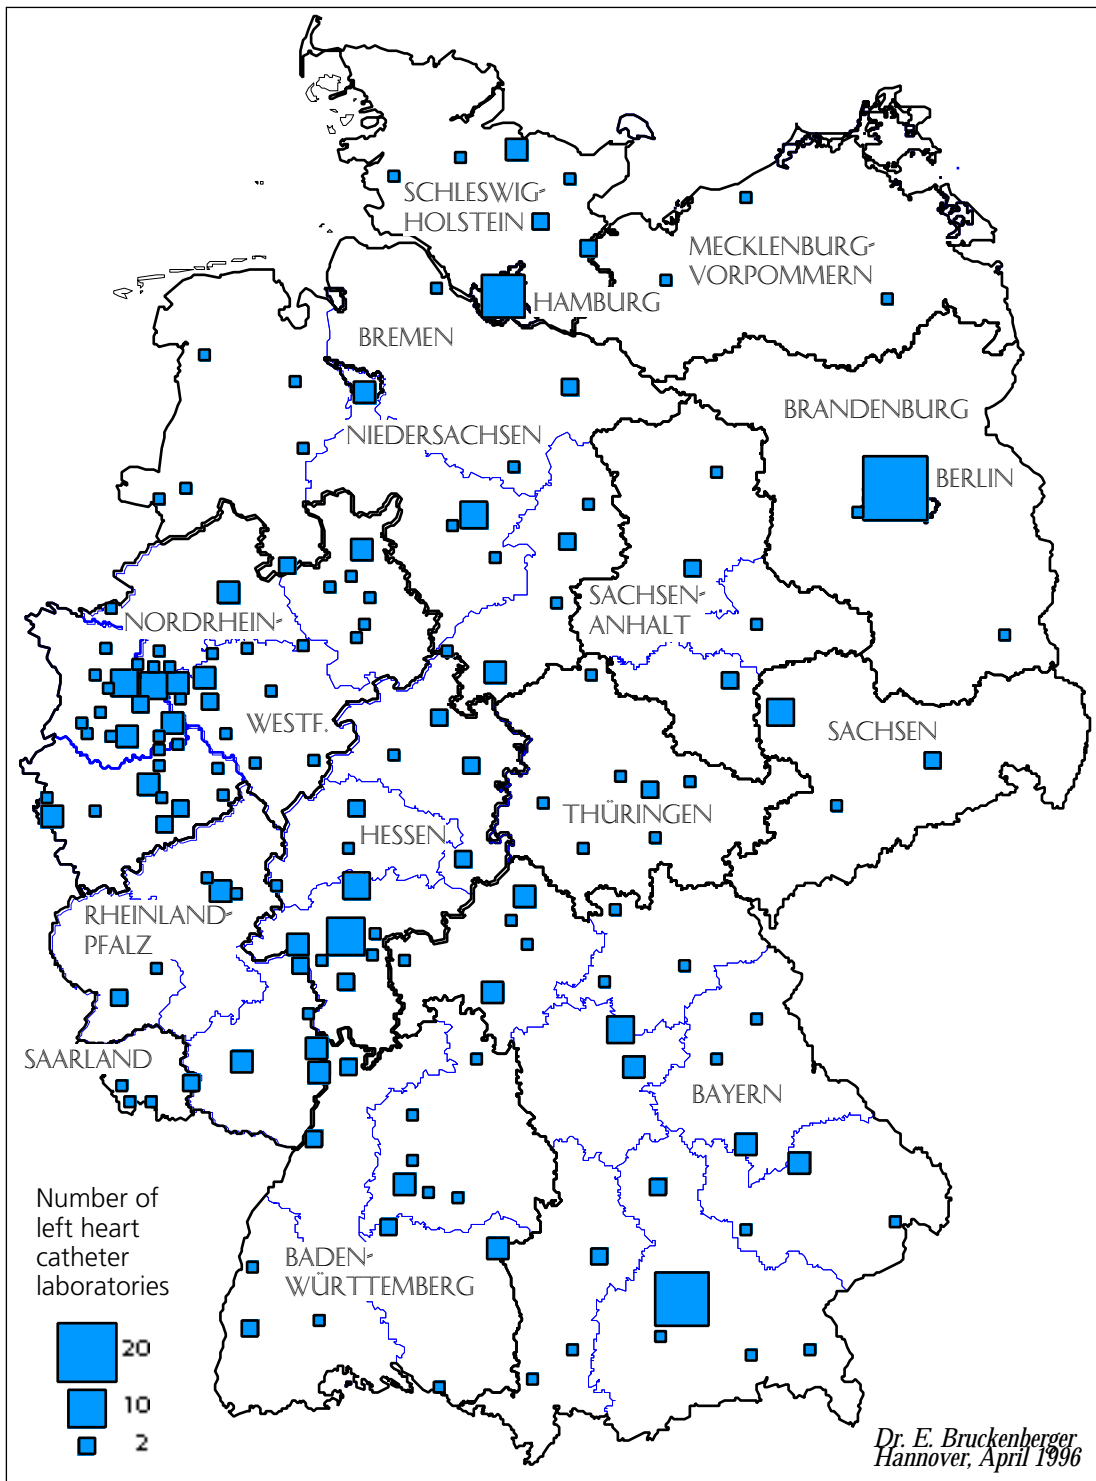 SCHLESWIG-
HOLSTEIN
MECKLENBURG-
VORPOMMERN
HAMBURG
BREMEN
BRANDENBURG
NIEDERSACHSEN
BERLIN
SACHSEN-
ANHALT
NORDRHEIN-
WESTF.
SACHSEN
THÜRINGEN
HESSEN
RHEINLAND-
PFALZ
SAARLAND
BAYERN
BADEN-
WÜRTTEMBERG
Number of
left heart
catheter
laboratories
20
10
2
Dr. E. Bruckenberger
Hannover, April 1996